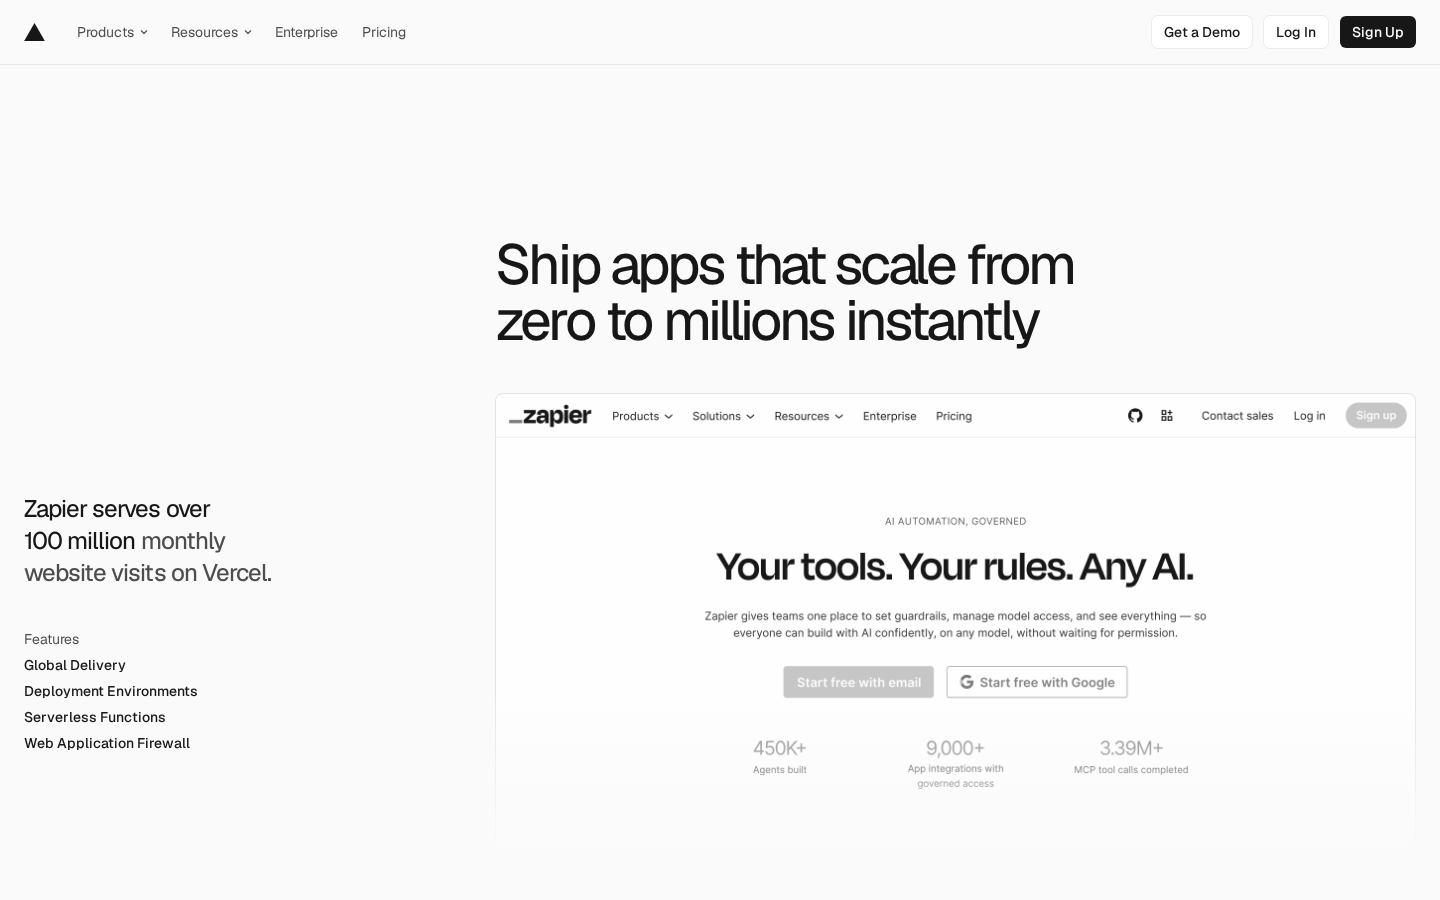 Products
Resources
Enterprise
Pricing
Get a Demo
Log In
Sign Up
Ship apps that scale from
zero to millions instantly
Zapier serves over
100 million monthly
website visits on Vercel.
Features
Global Delivery
Deployment Environments
Serverless Functions
Web Application Firewall
_zapier
Products
Solutions
Resources
Enterprise
Pricing
Contact sales
Log in
Sign up
AI AUTOMATION, GOVERNED
Your tools. Your rules. Any AI.
Zapier gives teams one place to set guardrails, manage model access, and see everything — so
everyone can build with AI confidently, on any model, without waiting for permission.
Start free with email
Start free with Google
450K+
Agents built
9,000+
App integrations with
governed access
3.39M+
MCP tool calls completed